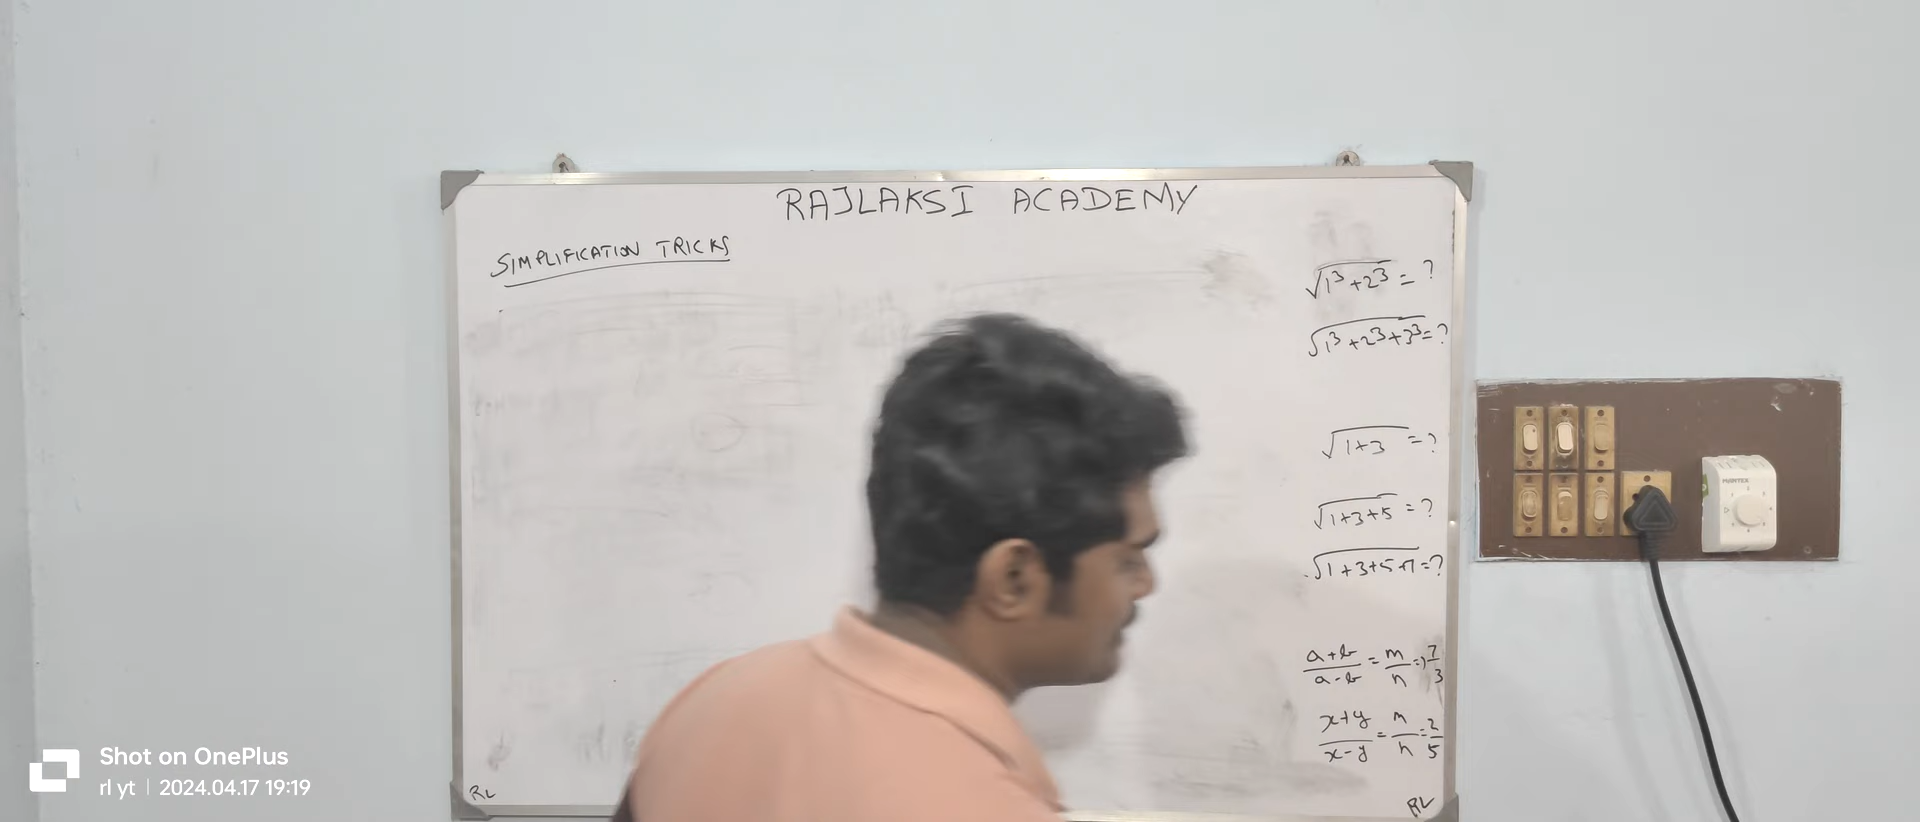 RAJLAKSI ACADEMY
SIMPLIFICATION TRICKS
√1³+2³ = ?
√1³+2³+3³ = ?
√1+3 = ?
√1+3+5 = ?
√1+3+5+7 = ?
a+b/a-b = m/n => 7/3
x+y/x-y = m/n = 2/5
RL
RL
MONTEX
Shot on OnePlus
rl yt | 2024.04.17 19:19